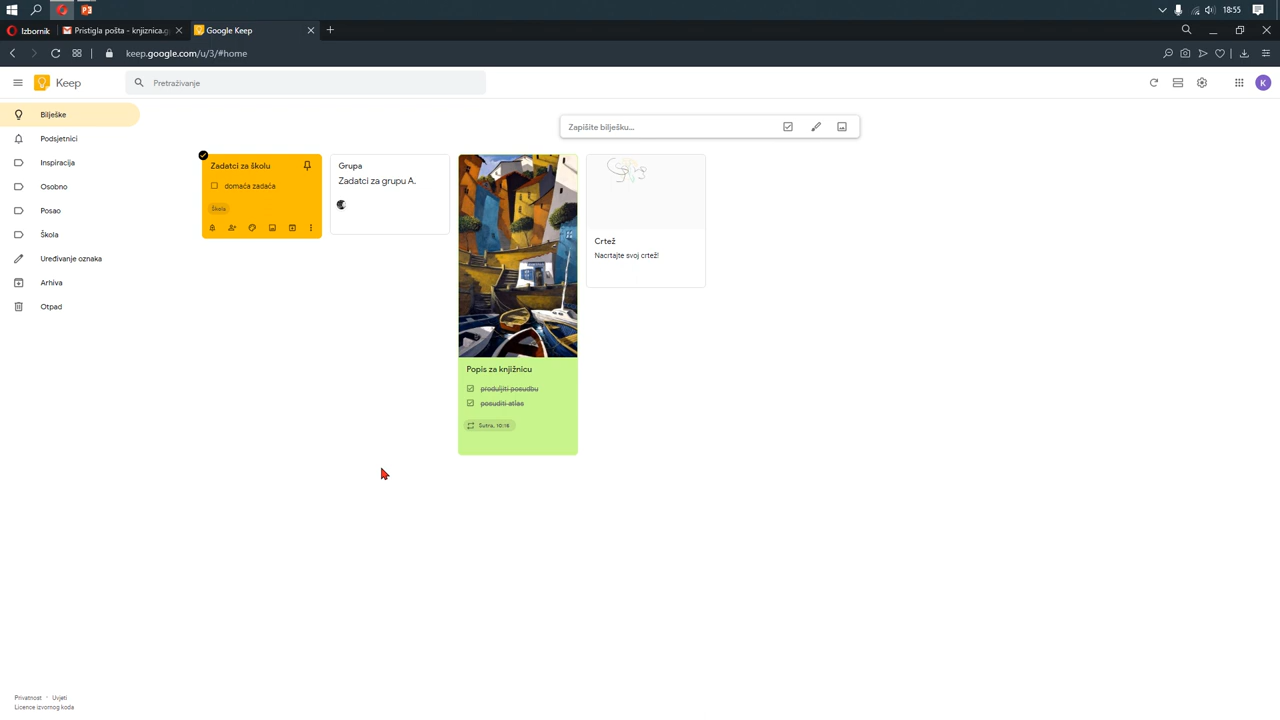 18:55
Izbornik
Pristigla pošta - knjiznica.g
Google Keep
keep.google.com/u/3/#home
Keep
Pretraživanje
K
Bilješke
Podsjetnici
Inspiracija
Osobno
Posao
Škola
Uređivanje oznaka
Arhiva
Otpad
Zapišite bilješku...
Zadatci za školu
domaća zadaća
Škola
Grupa
Zadatci za grupu A.
Popis za knjižnicu
produljiti posudbu
posuditi atlas
Sutra, 10:15
Crtež
Nacrtajte svoj crtež!
Privatnost · Uvjeti
Licence izvornog koda